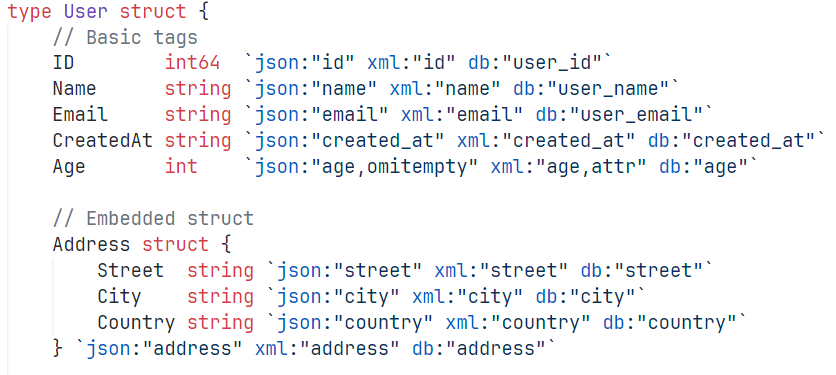 type User struct {
    // Basic tags
    ID        int64  `json:"id" xml:"id" db:"user_id"`
    Name      string `json:"name" xml:"name" db:"user_name"`
    Email     string `json:"email" xml:"email" db:"user_email"`
    CreatedAt string `json:"created_at" xml:"created_at" db:"created_at"`
    Age       int    `json:"age,omitempty" xml:"age,attr" db:"age"`

    // Embedded struct
    Address struct {
        Street  string `json:"street" xml:"street" db:"street"`
        City    string `json:"city" xml:"city" db:"city"`
        Country string `json:"country" xml:"country" db:"country"`
    } `json:"address" xml:"address" db:"address"`